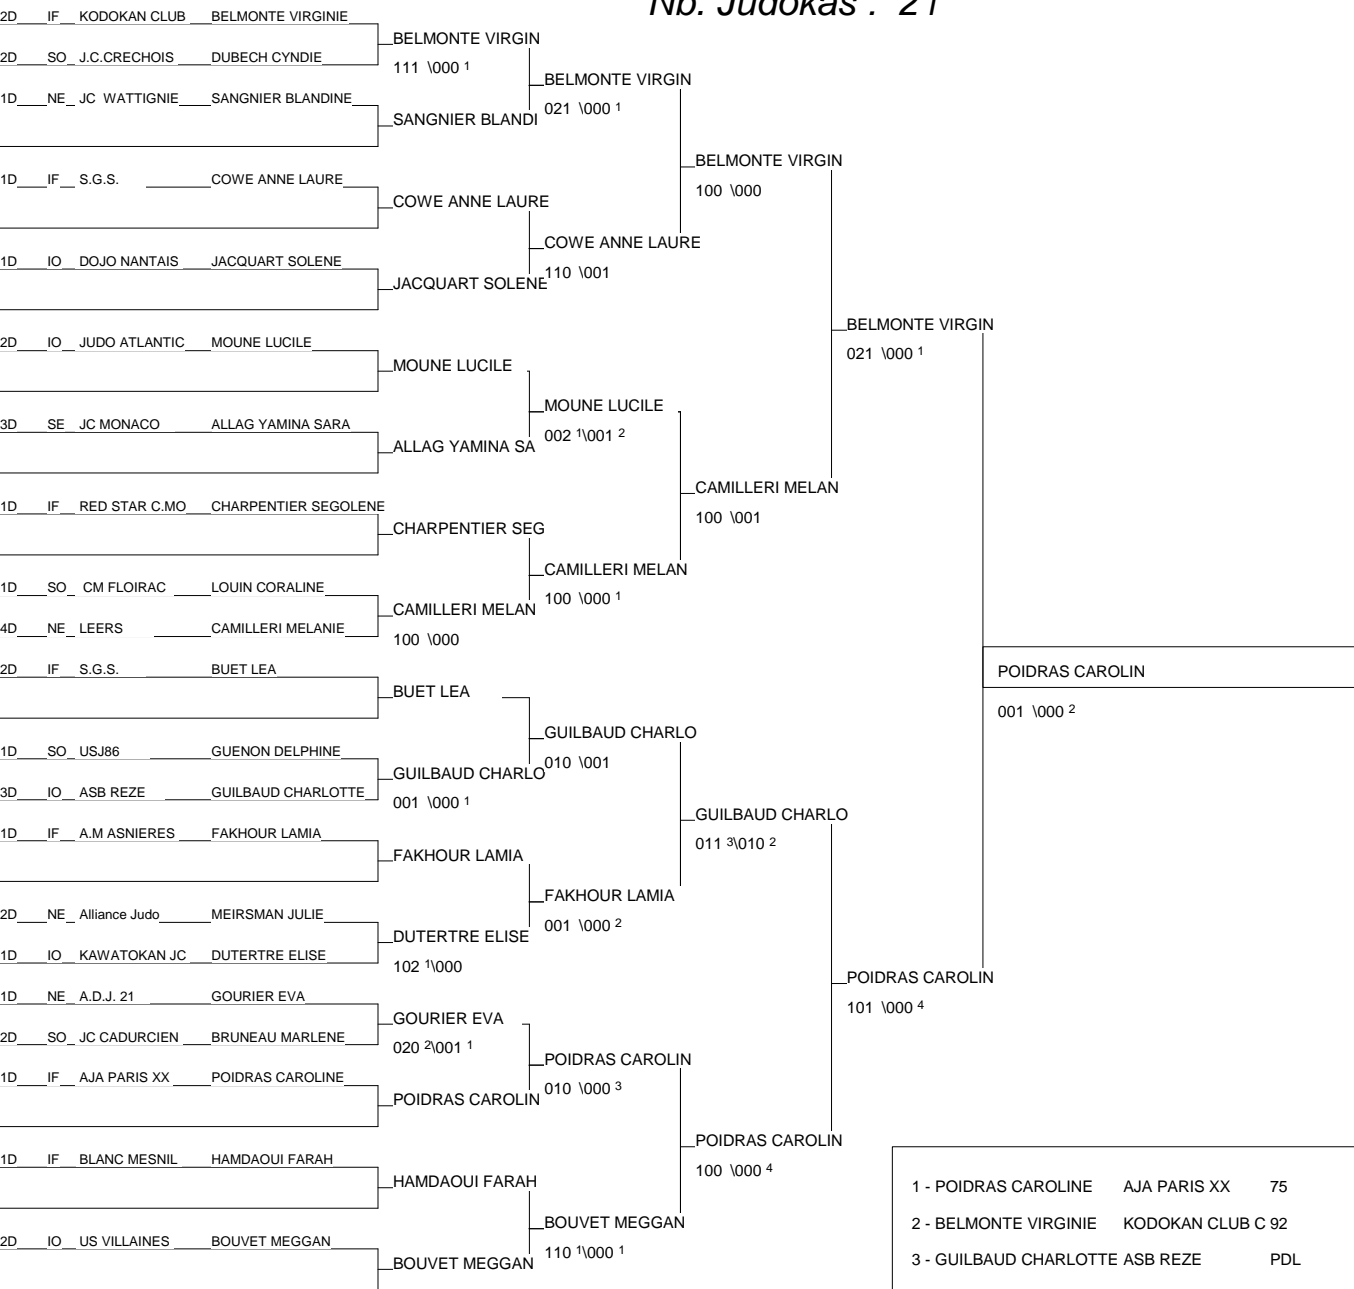 Nb. Judokas : 21
2D IF KODOKAN CLUB BELMONTE VIRGINIE
BELMONTE VIRGIN
2D SO J.C.CRECHOIS DUBECH CYNDIE
111 \000 1
BELMONTE VIRGIN
1D NE JC WATTIGNIE SANGNIER BLANDINE
021 \000 1
SANGNIER BLANDI
BELMONTE VIRGIN
1D IF S.G.S. COWE ANNE LAURE
100 \000
COWE ANNE LAURE
COWE ANNE LAURE
1D IO DOJO NANTAIS JACQUART SOLENE
110 \001
JACQUART SOLENE
BELMONTE VIRGIN
2D IO JUDO ATLANTIC MOUNE LUCILE
021 \000 1
MOUNE LUCILE
MOUNE LUCILE
3D SE JC MONACO ALLAG YAMINA SARA
002 1\001 2
ALLAG YAMINA SA
CAMILLERI MELAN
1D IF RED STAR C.MO CHARPENTIER SEGOLENE
100 \001
CHARPENTIER SEG
CAMILLERI MELAN
1D SO CM FLOIRAC LOUIN CORALINE
100 \000 1
CAMILLERI MELAN
4D NE LEERS CAMILLERI MELANIE
100 \000
2D IF S.G.S. BUET LEA
POIDRAS CAROLIN
BUET LEA
001 \000 2
GUILBAUD CHARLO
1D SO USJ86 GUENON DELPHINE
010 \001
GUILBAUD CHARLO
3D IO ASB REZE GUILBAUD CHARLOTTE
001 \000 1
GUILBAUD CHARLO
1D IF A.M ASNIERES FAKHOUR LAMIA
011 3\010 2
FAKHOUR LAMIA
FAKHOUR LAMIA
2D NE Alliance Judo MEIRSMAN JULIE
001 \000 2
DUTERTRE ELISE
1D IO KAWATOKAN JC DUTERTRE ELISE
102 1\000
POIDRAS CAROLIN
1D NE A.D.J. 21 GOURIER EVA
101 \000 4
GOURIER EVA
2D SO JC CADURCIEN BRUNEAU MARLENE
020 2\001 1
POIDRAS CAROLIN
1D IF AJA PARIS XX POIDRAS CAROLINE
010 \000 3
POIDRAS CAROLIN
POIDRAS CAROLIN
1D IF BLANC MESNIL HAMDAOUI FARAH
100 \000 4
HAMDAOUI FARAH
BOUVET MEGGAN
2D IO US VILLAINES BOUVET MEGGAN
110 1\000 1
BOUVET MEGGAN
1 - POIDRAS CAROLINE AJA PARIS XX 75
2 - BELMONTE VIRGINIE KODOKAN CLUB C 92
3 - GUILBAUD CHARLOTTE ASB REZE PDL